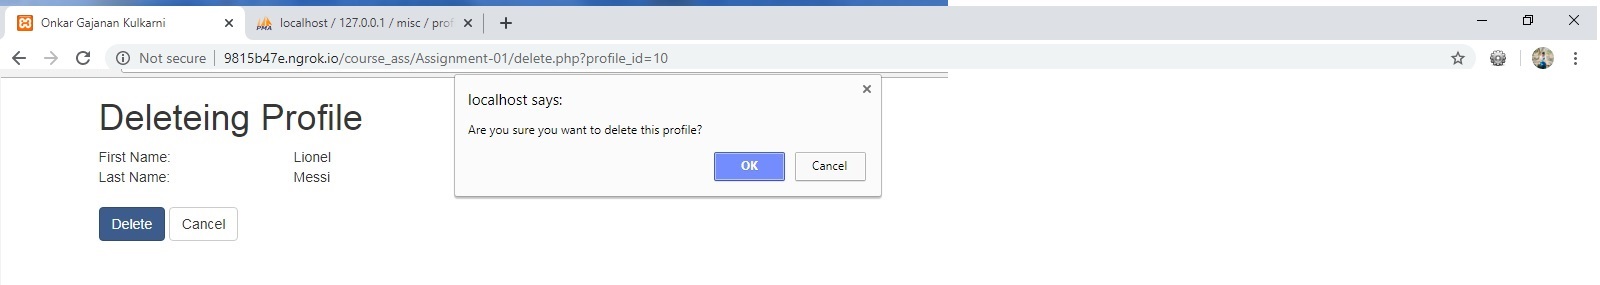 Onkar Gajanan Kulkarni
localhost / 127.0.0.1 / misc / prof
Not secure | 9815b47e.ngrok.io/course_ass/Assignment-01/delete.php?profile_id=10
localhost says:
Are you sure you want to delete this profile?
OK Cancel
Deleteing Profile
First Name: Lionel
Last Name: Messi
Delete Cancel